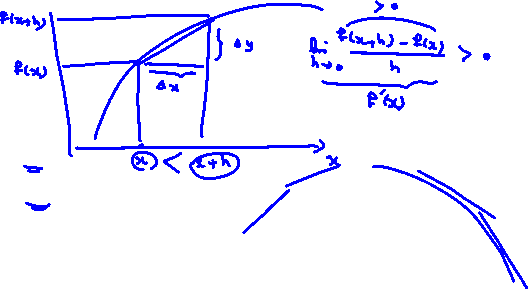 f(x+h)
f(x)
Δy
Δx
x < x+h
x
> 0
lim h→0 f(x+h) - f(x) / h > 0
f'(x)